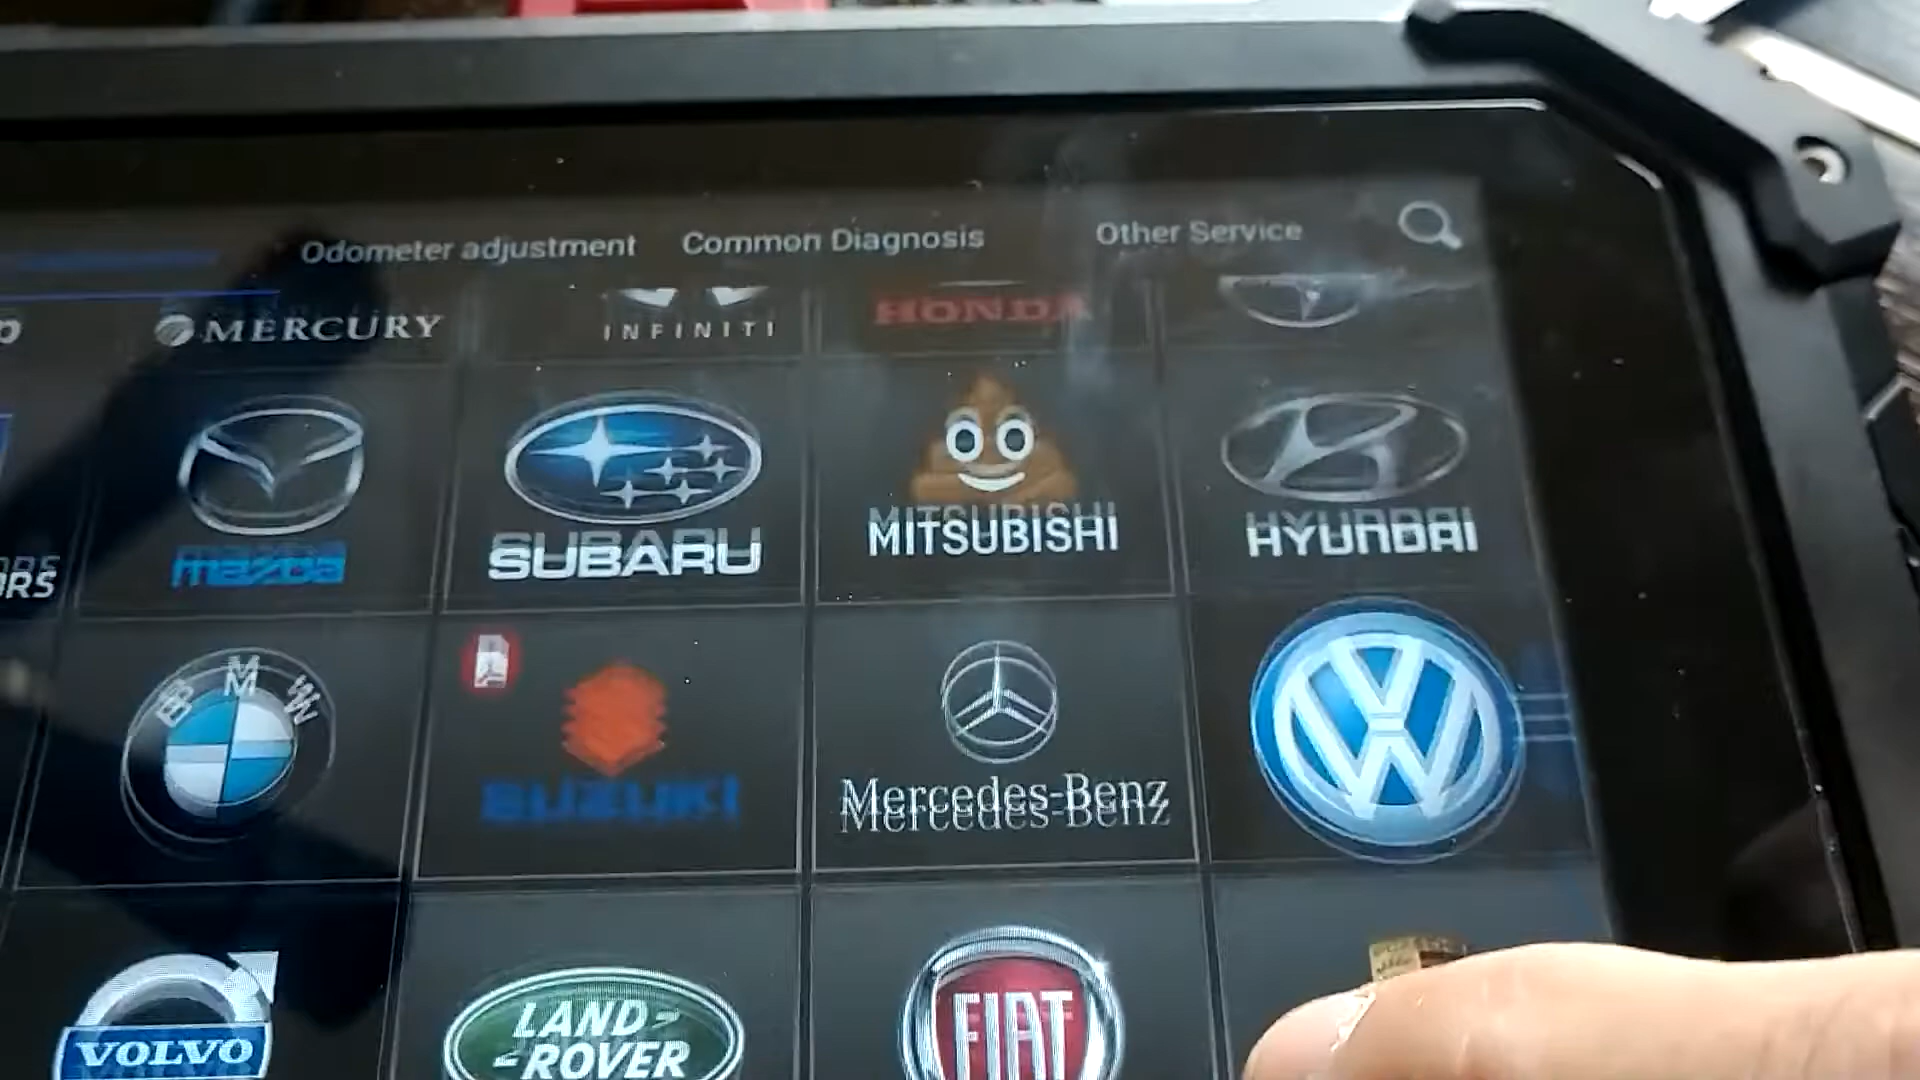 Odometer adjustment Common Diagnosis Other Service
MERCURY INFINITI HONDA
mazda SUBARU MITSUBISHI HYUNDAI
BMW SUZUKI Mercedes-Benz
VOLVO LAND-
-ROVER FIAT